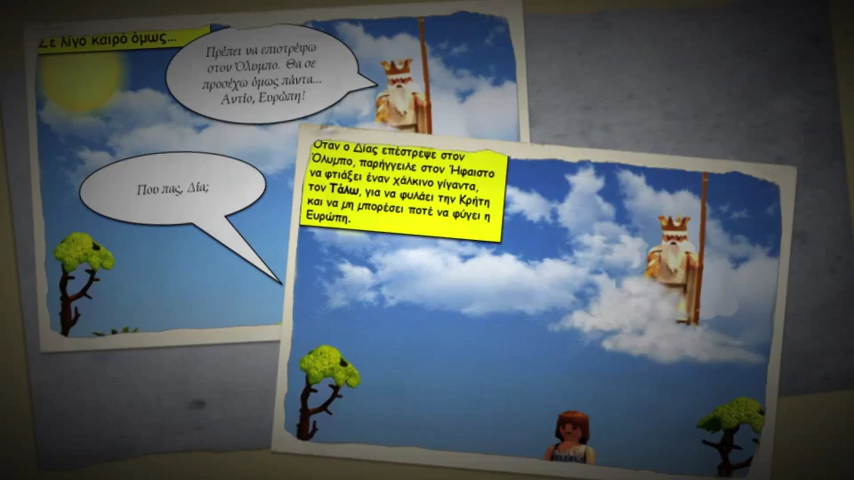 Σε λίγο καιρό όμως...
Πρέπει να επιστρέψω
στον Όλυμπο. Θα σε
προσέχω όμως πάντα...
Αντίο, Ευρώπη!
Που πας, Δία;
Όταν ο Δίας επέστρεψε στον
Όλυμπο, παρήγγειλε στον Ήφαιστο
να φτιάξει έναν χάλκινο γίγαντα,
τον Τάλω, για να φυλάει την Κρήτη
και να μη μπορέσει ποτέ να φύγει η
Ευρώπη.